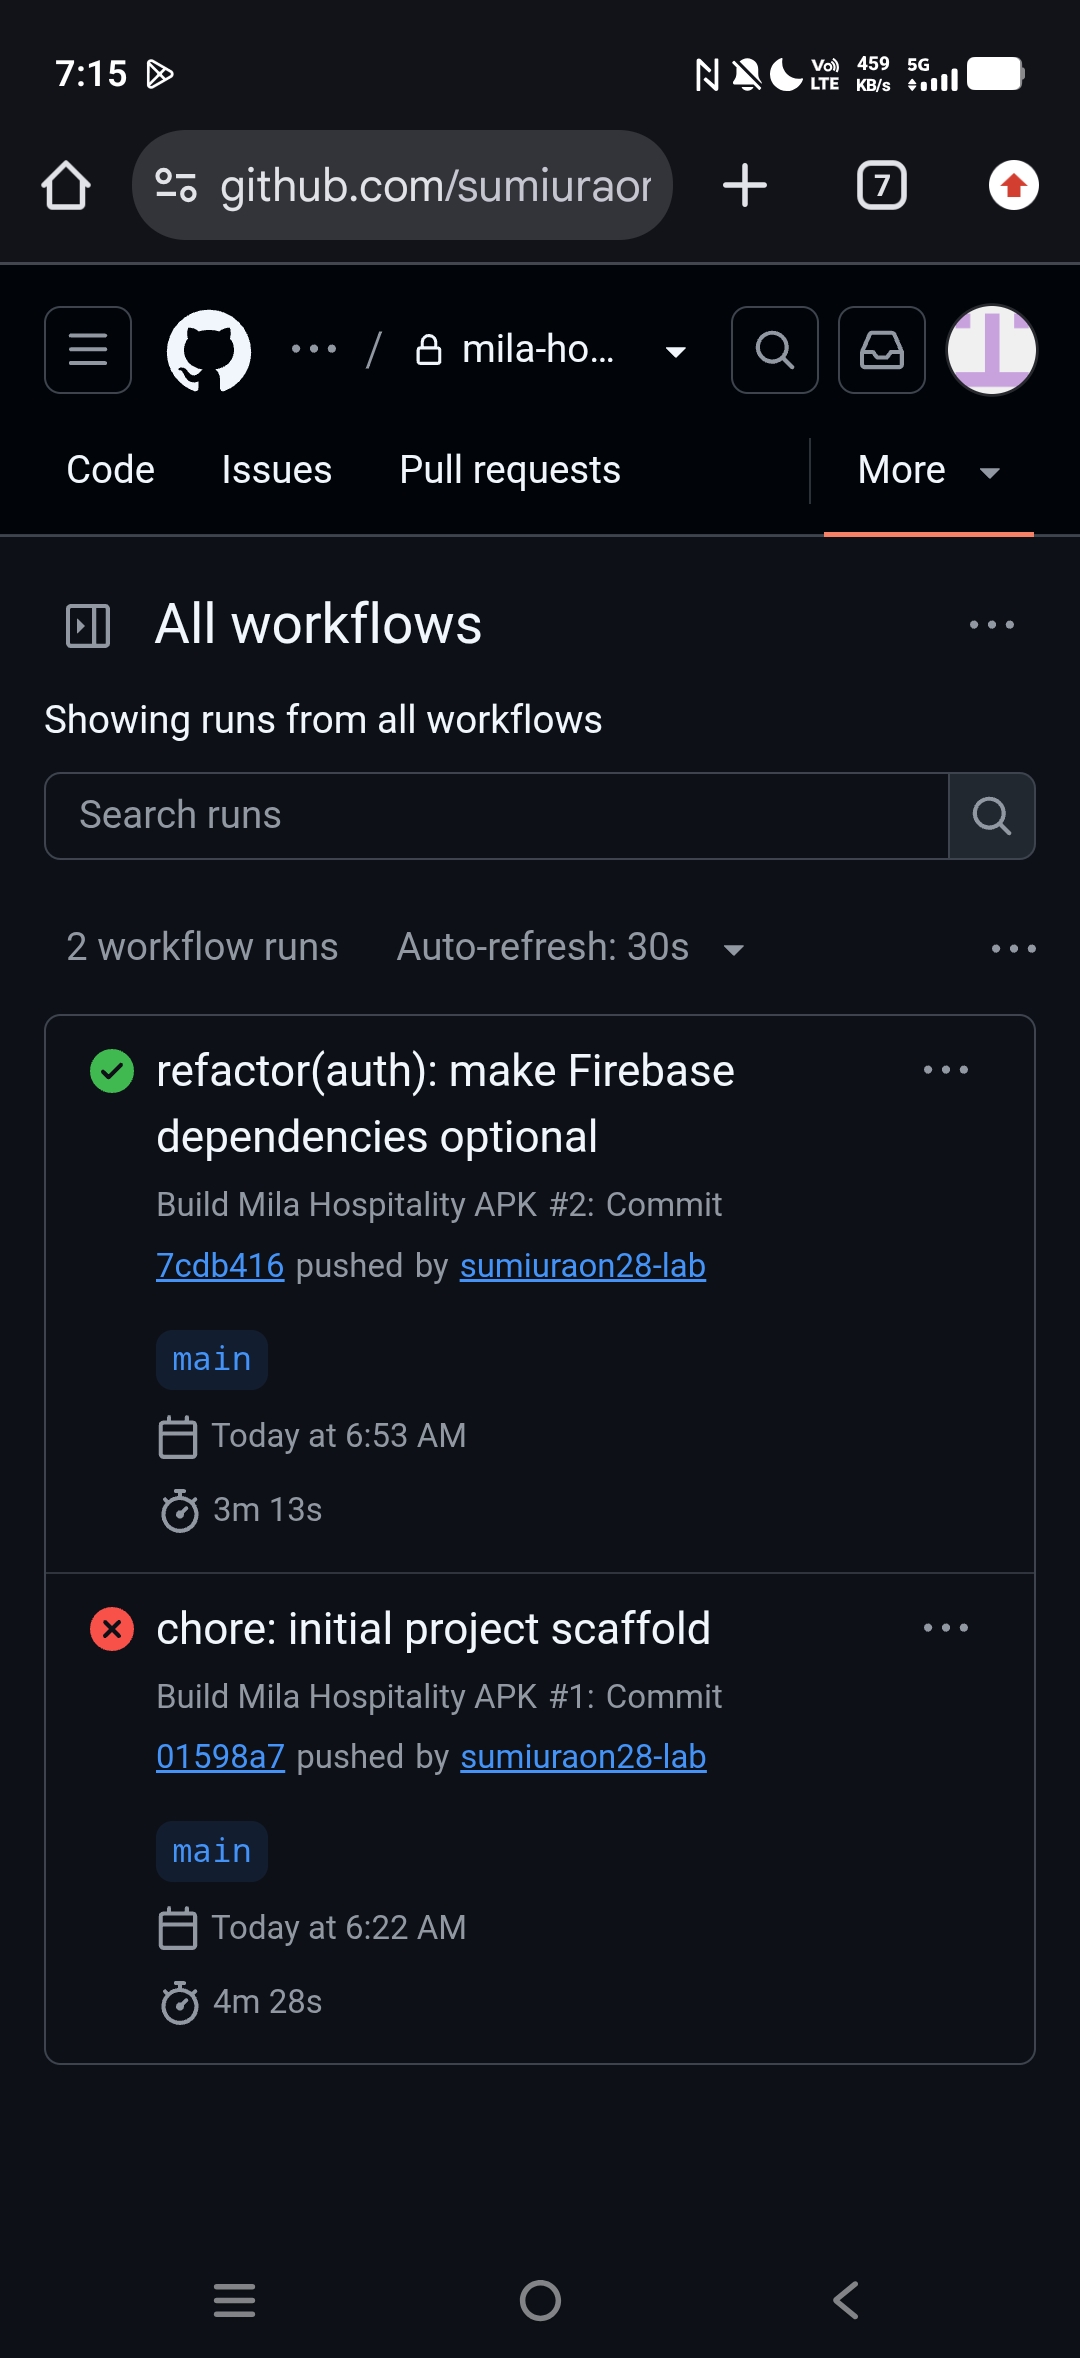 7:15
Vo)) LTE
459 KB/s
5G
github.com/sumiuraor
7
/ mila-ho...
Code Issues Pull requests More
All workflows
Showing runs from all workflows
Search runs
2 workflow runs Auto-refresh: 30s
refactor(auth): make Firebase
dependencies optional
Build Mila Hospitality APK #2: Commit
7cdb416 pushed by sumiuraon28-lab
main
Today at 6:53 AM
3m 13s
chore: initial project scaffold
Build Mila Hospitality APK #1: Commit
01598a7 pushed by sumiuraon28-lab
main
Today at 6:22 AM
4m 28s